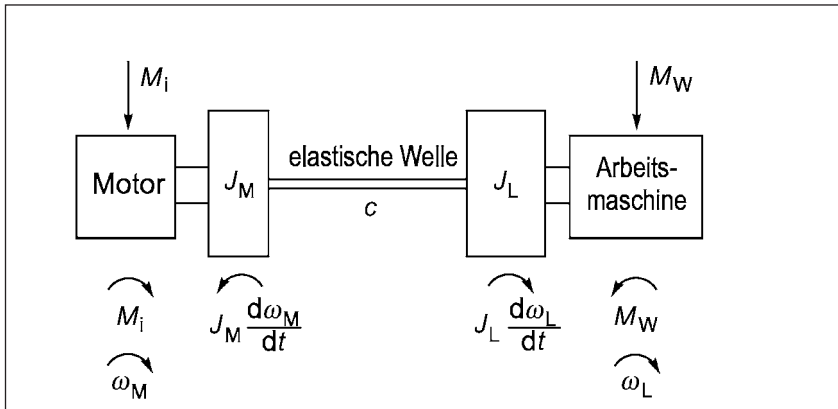 M_i
M_W
Motor
J_M
elastische Welle
c
J_L
Arbeits-
maschine
M_i
J_M dω_M/dt
J_L dω_L/dt
M_W
ω_M
ω_L